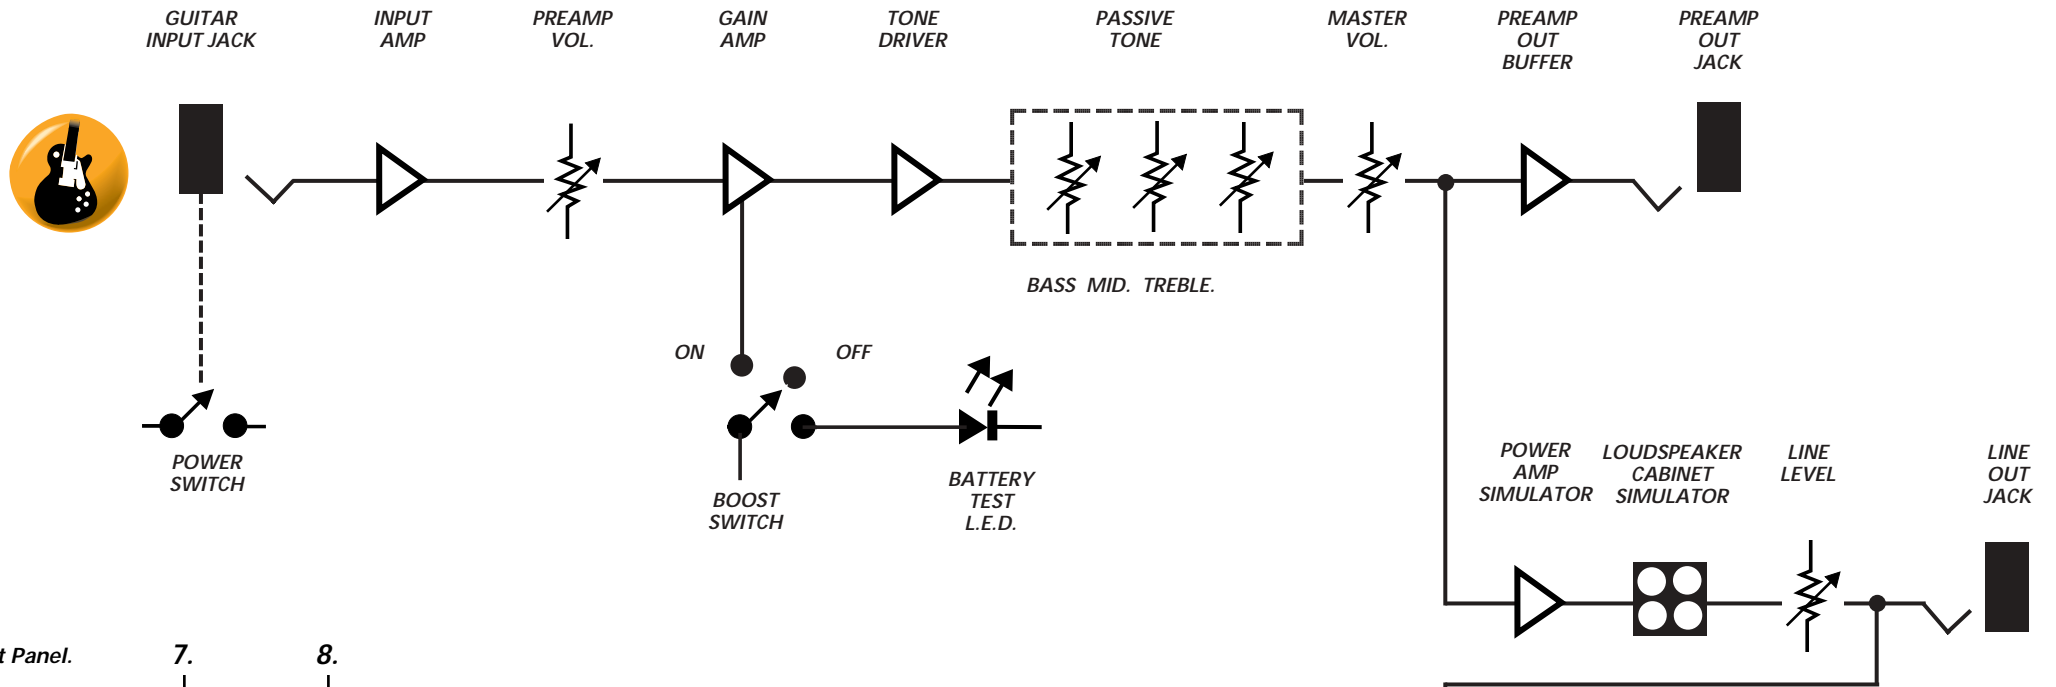 GUITAR
INPUT JACK
INPUT
AMP
PREAMP
VOL.
GAIN
AMP
TONE
DRIVER
PASSIVE
TONE
MASTER
VOL.
PREAMP
OUT
BUFFER
PREAMP
OUT
JACK
BASS MID. TREBLE.
ON
OFF
POWER
SWITCH
BOOST
SWITCH
BATTERY
TEST
L.E.D.
POWER
AMP
SIMULATOR
LOUDSPEAKER
CABINET
SIMULATOR
LINE
LEVEL
LINE
OUT
JACK
t Panel.
7.
8.